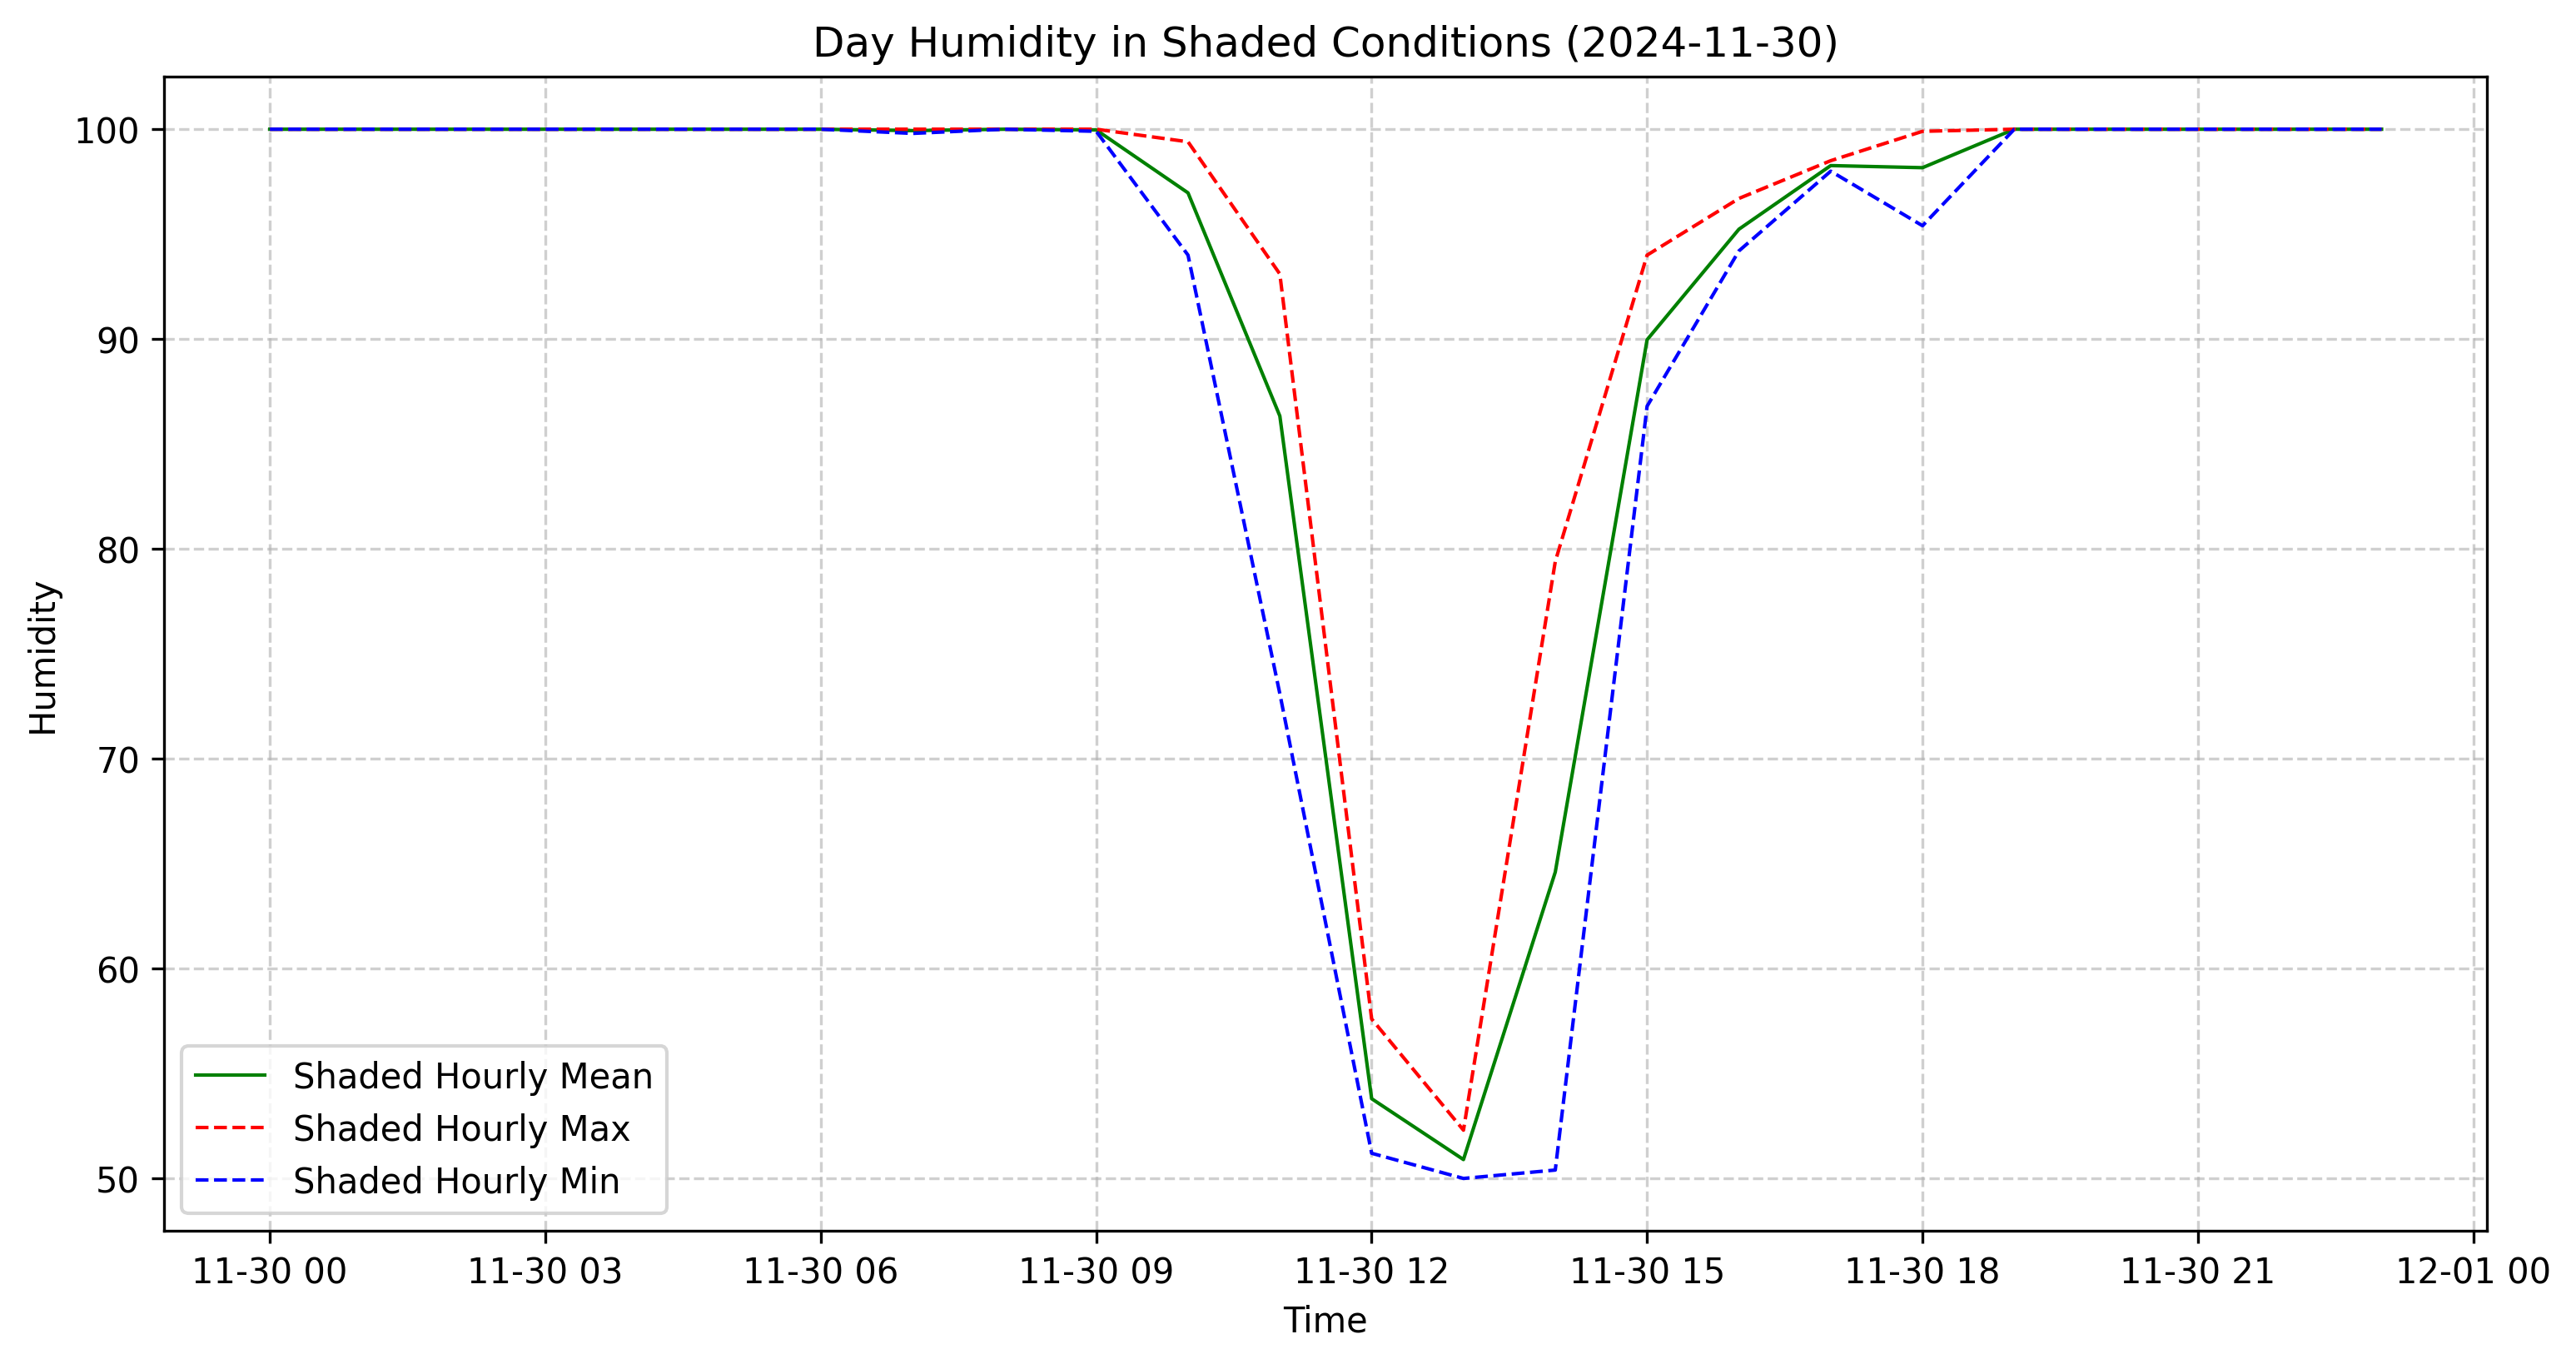 Day Humidity in Shaded Conditions (2024-11-30)
100
90
80
70
60
50
Humidity
Shaded Hourly Mean
Shaded Hourly Max
Shaded Hourly Min
11-30 00 11-30 03 11-30 06 11-30 09 11-30 12 11-30 15 11-30 18 11-30 21 12-01 00
Time